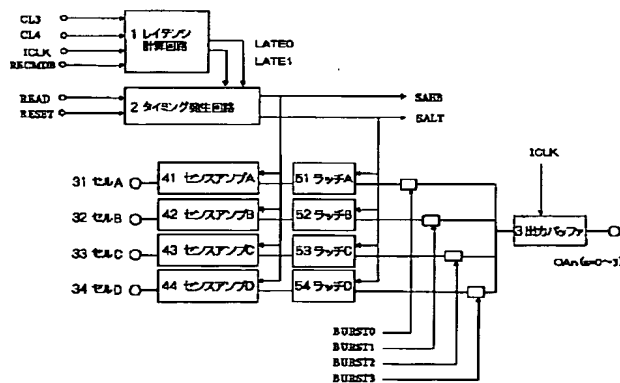 CL3
CL4
ICLK
RECMDB
1 レイテンシ
計算回路
LATE0
LATE1
READ
RESET
2 タイミング発生回路
SAEB
SALT
ICLK
31 セルA
41 センスアンプA
51 ラッチA
32 セルB
42 センスアンプB
52 ラッチB
33 セルC
43 センスアンプC
53 ラッチC
34 セルD
44 センスアンプD
54 ラッチD
3 出力バッファ
BURST0
BURST1
BURST2
BURST3